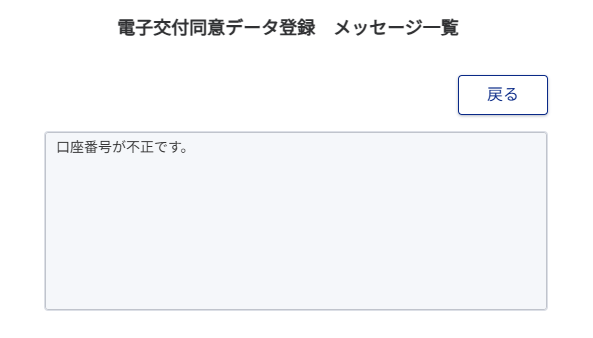 電子交付同意データ登録　メッセージ一覧
戻る
口座番号が不正です。